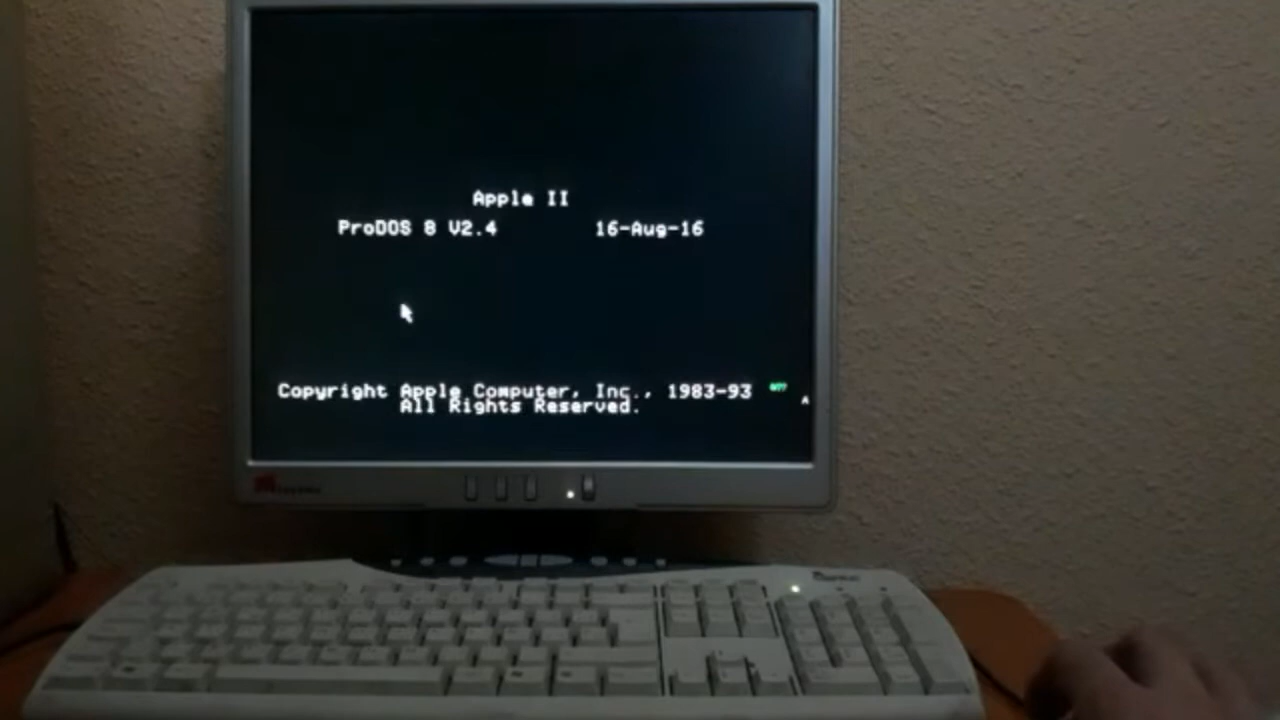 Apple II
ProDOS 8 V2.4 16-Aug-16
Copyright Apple Computer, Inc., 1983-93
All Rights Reserved.